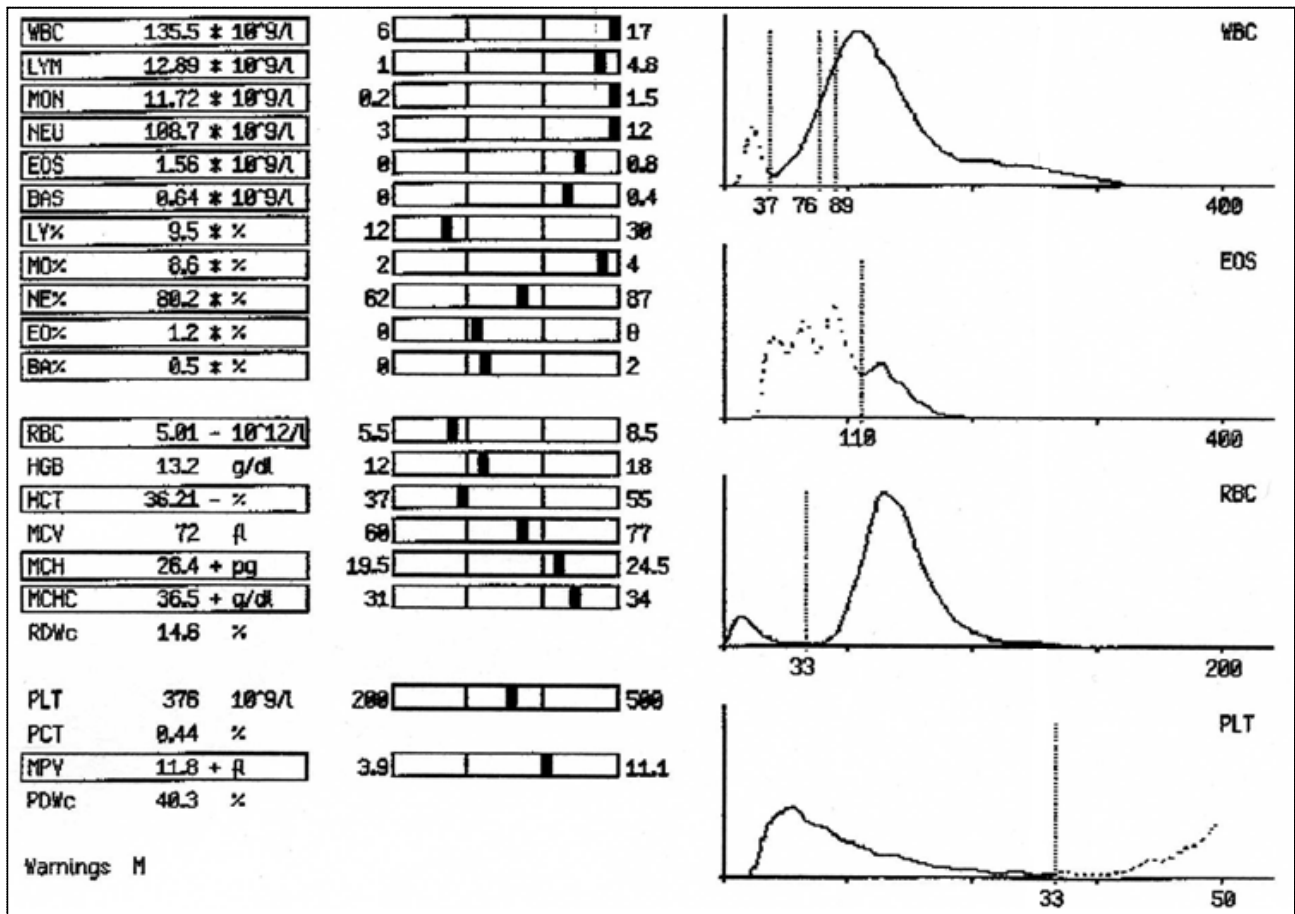 WBC 135.5 * 10^9/l 6 17
LYM 12.89 * 10^9/l 1 4.8
MON 11.72 * 10^9/l 0.2 1.5
NEU 108.7 * 10^9/l 3 12
EOS 1.56 * 10^9/l 0 0.8
BAS 0.64 * 10^9/l 0 0.4
LY% 9.5 * % 12 30
MO% 8.6 * % 2 4
NE% 80.2 * % 62 87
EO% 1.2 * % 0 8
BA% 0.5 * % 0 2
RBC 5.01 - 10^12/l 5.5 8.5
HGB 13.2 g/dl 12 18
HCT 36.21 - % 37 55
MCV 72 fl 60 77
MCH 26.4 + pg 19.5 24.5
MCHC 36.5 + g/dl 31 34
RDWc 14.6 %
PLT 376 10^9/l 200 500
PCT 0.44 %
MPV 11.8 + fl 3.9 11.1
PDWc 40.3 %
Warnings M
WBC
37 76 89 400
EOS
110 400
RBC
33 200
PLT
33 50